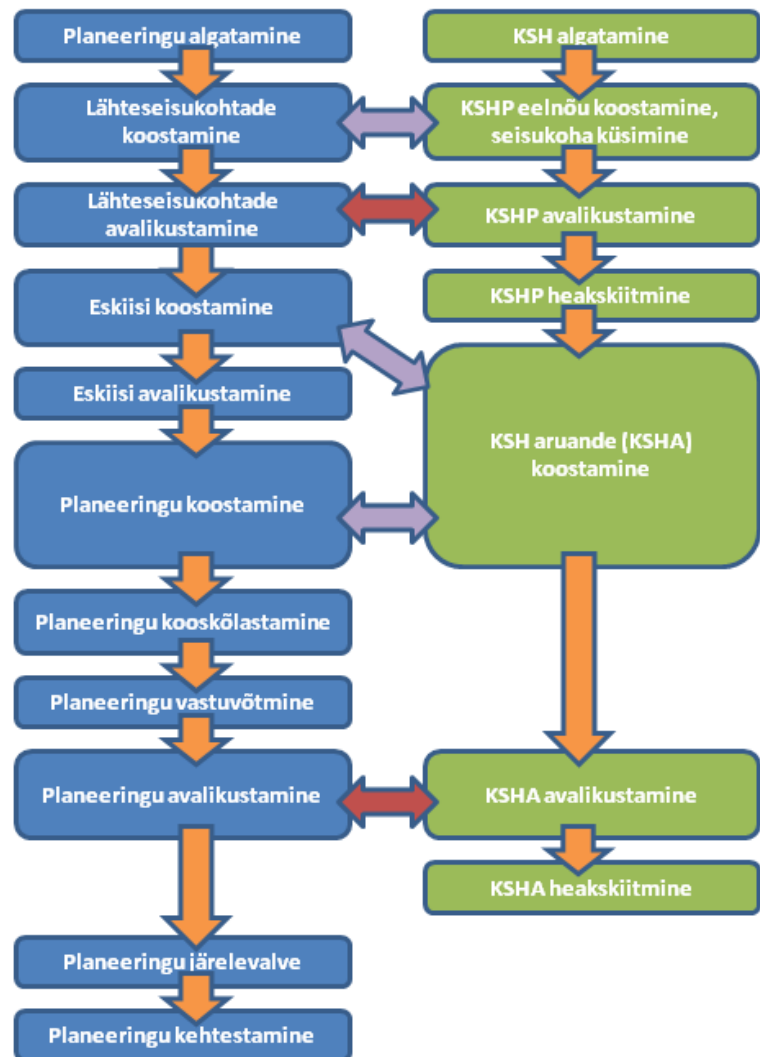 Planeeringu algatamine
KSH algatamine
Lähteseisukohtade
koostamine
KSHP eelnõu koostamine,
seisukoha küsimine
Lähteseisukohtade
avalikustamine
KSHP avalikustamine
Eskiisi koostamine
KSHP heakskiitmine
Eskiisi avalikustamine
KSH aruande (KSHA)
koostamine
Planeeringu koostamine
Planeeringu kooskõlastamine
Planeeringu vastuvõtmine
Planeeringu avalikustamine
KSHA avalikustamine
KSHA heakskiitmine
Planeeringu järelevalve
Planeeringu kehtestamine